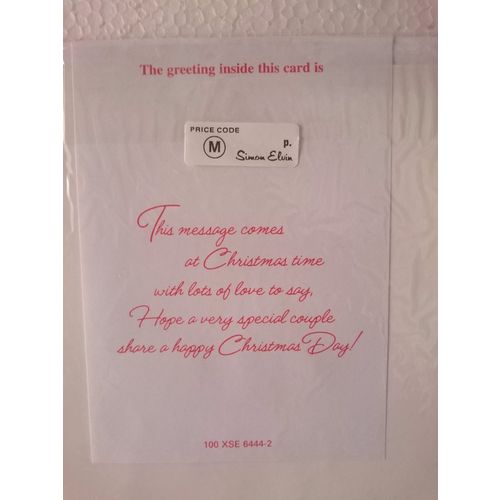 The greeting inside this card is
PRICE CODE
M p.
Simon Elvin
This message comes
at Christmas time
with lots of love to say,
Hope a very special couple
share a happy Christmas Day!
100 XSE 6444-2